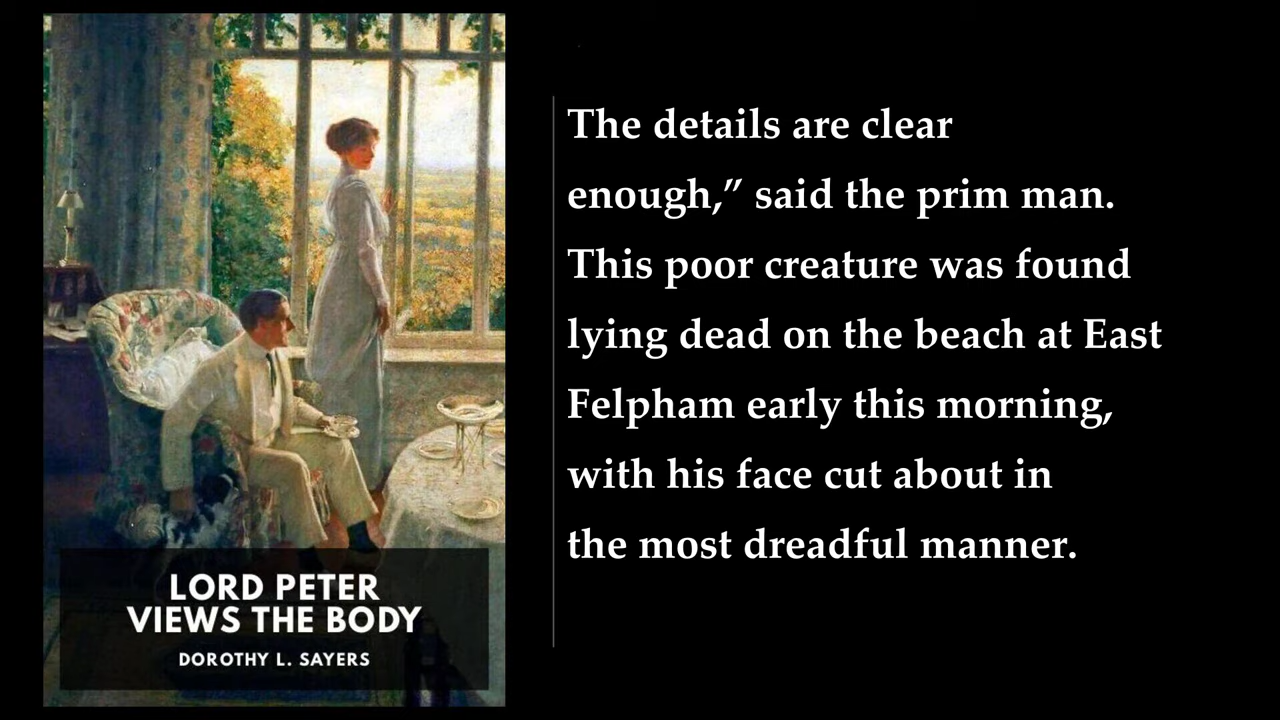 The details are clear
enough,” said the prim man.
This poor creature was found
lying dead on the beach at East
Felpham early this morning,
with his face cut about in
the most dreadful manner.
LORD PETER
VIEWS THE BODY
DOROTHY L. SAYERS